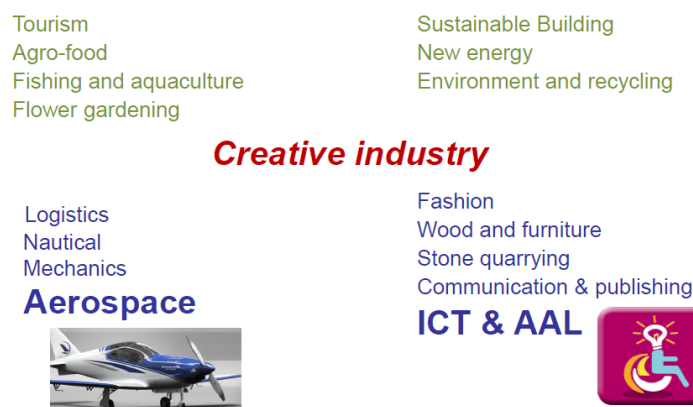 Tourism
Agro-food
Fishing and aquaculture
Flower gardening
Sustainable Building
New energy
Environment and recycling
Creative industry
Logistics
Nautical
Mechanics
Aerospace
Fashion
Wood and furniture
Stone quarrying
Communication & publishing
ICT & AAL